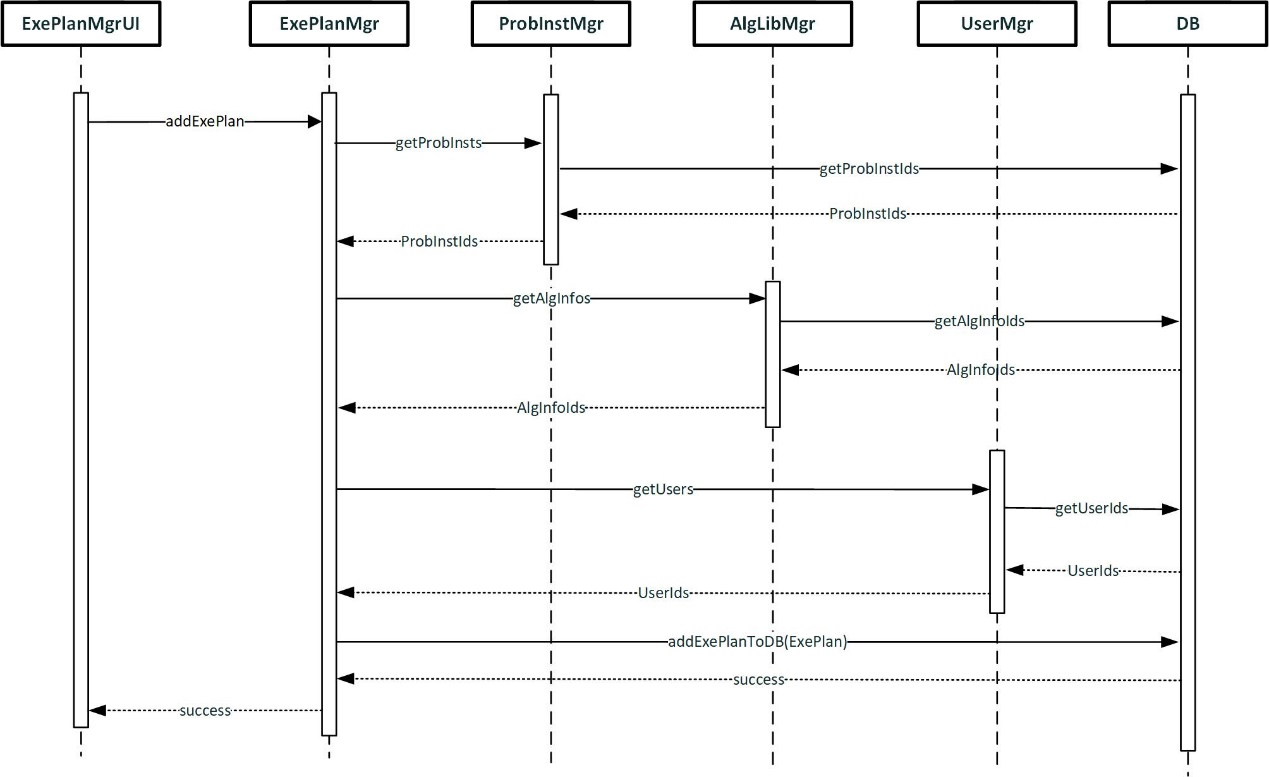 ExePlanMgrUI
ExePlanMgr
ProbInstMgr
AlgLibMgr
UserMgr
DB
addExePlan
getProbInsts
getProbInstIds
ProbInstIds
ProbInstIds
getAlgInfos
getAlgInfoIds
AlgInfoIds
AlgInfoIds
getUsers
getUserIds
UserIds
UserIds
addExePlanToDB(ExePlan)
success
success